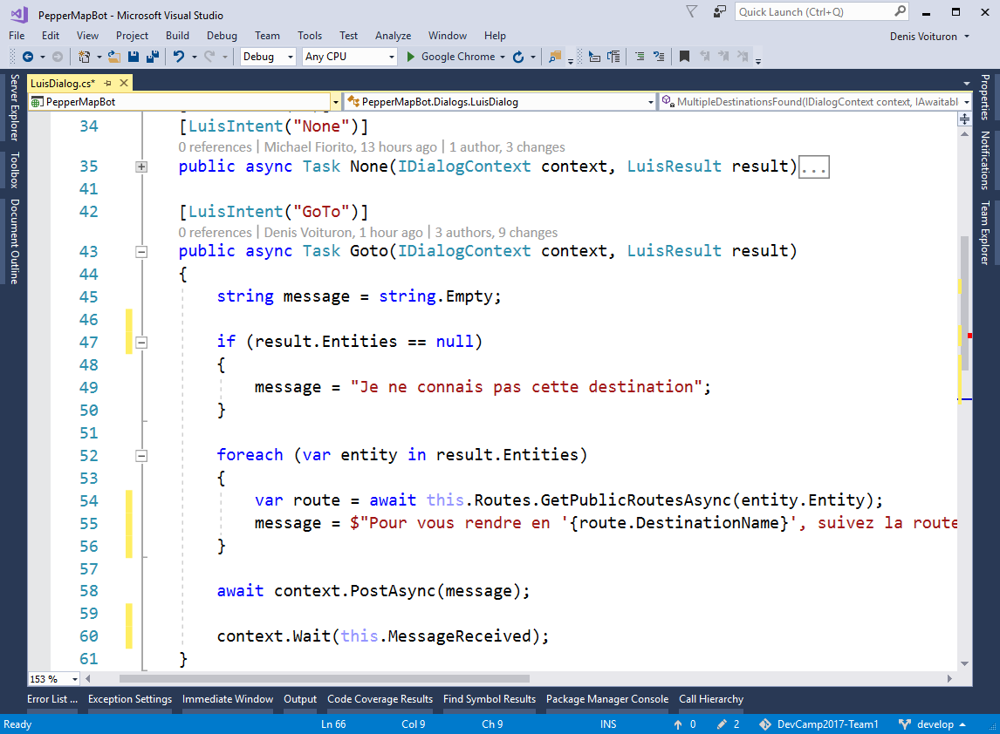 PepperMapBot - Microsoft Visual Studio
Quick Launch (Ctrl+Q)
File Edit View Project Build Debug Team Tools Test Analyze Window Help
Denis Voituron
Debug Any CPU Google Chrome
LuisDialog.cs*
PepperMapBot PepperMapBot.Dialogs.LuisDialog MultipleDestinationsFound(IDialogContext context, IAwaitabl
Server Explorer
Toolbox
Document Outline
Properties
Notifications
Team Explorer
34 [LuisIntent("None")]
0 references | Michael Fiorito, 13 hours ago | 1 author, 3 changes
35 public async Task None(IDialogContext context, LuisResult result)...
41
42 [LuisIntent("GoTo")]
0 references | Denis Voituron, 1 hour ago | 3 authors, 9 changes
43 public async Task Goto(IDialogContext context, LuisResult result)
44 {
45 string message = string.Empty;
46
47 if (result.Entities == null)
48 {
49 message = "Je ne connais pas cette destination";
50 }
51
52 foreach (var entity in result.Entities)
53 {
54 var route = await this.Routes.GetPublicRoutesAsync(entity.Entity);
55 message = $"Pour vous rendre en '{route.DestinationName}', suivez la route
56 }
57
58 await context.PostAsync(message);
59
60 context.Wait(this.MessageReceived);
61 }
153 %
Error List ... Exception Settings Immediate Window Output Code Coverage Results Find Symbol Results Package Manager Console Call Hierarchy
Ready Ln 66 Col 9 Ch 9 INS 0 2 DevCamp2017-Team1 develop